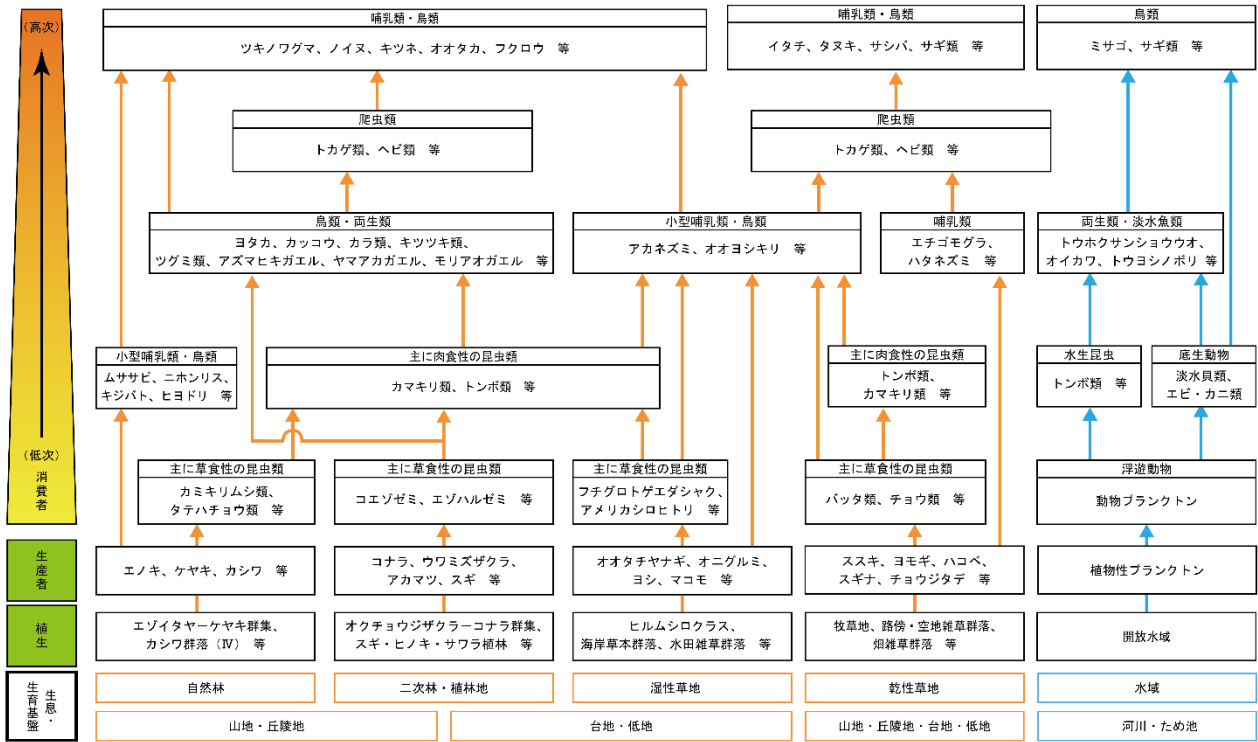 (高次)
哺乳類・鳥類
ツキノワグマ、ノイヌ、キツネ、オオタカ、フクロウ 等
哺乳類・鳥類
イタチ、タヌキ、サシバ、サギ類 等
鳥類
ミサゴ、サギ類 等
爬虫類
トカゲ類、ヘビ類 等
爬虫類
トカゲ類、ヘビ類 等
鳥類・両生類
ヨタカ、カッコウ、カラ類、キツツキ類、
ツグミ類、アズマヒキガエル、ヤマアカガエル、モリアオガエル 等
小型哺乳類・鳥類
アカネズミ、オオヨシキリ 等
哺乳類
エチゴモグラ、
ハタネズミ 等
両生類・淡水魚類
トウホクサンショウウオ、
オイカワ、トウヨシノボリ 等
小型哺乳類・鳥類
ムササビ、ニホンリス、
キジバト、ヒヨドリ 等
主に肉食性の昆虫類
カマキリ類、トンボ類 等
主に肉食性の昆虫類
トンボ類、
カマキリ類 等
水生昆虫
トンボ類 等
底生動物
淡水貝類、
エビ・カニ類
(低次)
消費者
主に草食性の昆虫類
カミキリムシ類、
タテハチョウ類 等
主に草食性の昆虫類
コエゾゼミ、エゾハルゼミ 等
主に草食性の昆虫類
フチグロトゲエダシャク、
アメリカシロヒトリ 等
主に草食性の昆虫類
バッタ類、チョウ類 等
浮遊動物
動物プランクトン
生産者
エノキ、ケヤキ、カシワ 等
コナラ、ウワミズザクラ、
アカマツ、スギ 等
オオタチヤナギ、オニグルミ、
ヨシ、マコモ 等
ススキ、ヨモギ、ハコベ、
スギナ、チョウジタデ 等
植物性プランクトン
植生
エゾイタヤーケヤキ群集、
カシワ群落(Ⅳ) 等
オクチョウジザクラーコナラ群集、
スギ・ヒノキ・サワラ植林 等
ヒルムシロクラス、
海岸草本群落、水田雑草群落 等
牧草地、路傍・空地雑草群落、
畑雑草群落 等
開放水域
生息・
生育基盤
自然林
二次林・植林地
湿性草地
乾性草地
水域
山地・丘陵地
台地・低地
山地・丘陵地・台地・低地
河川・ため池